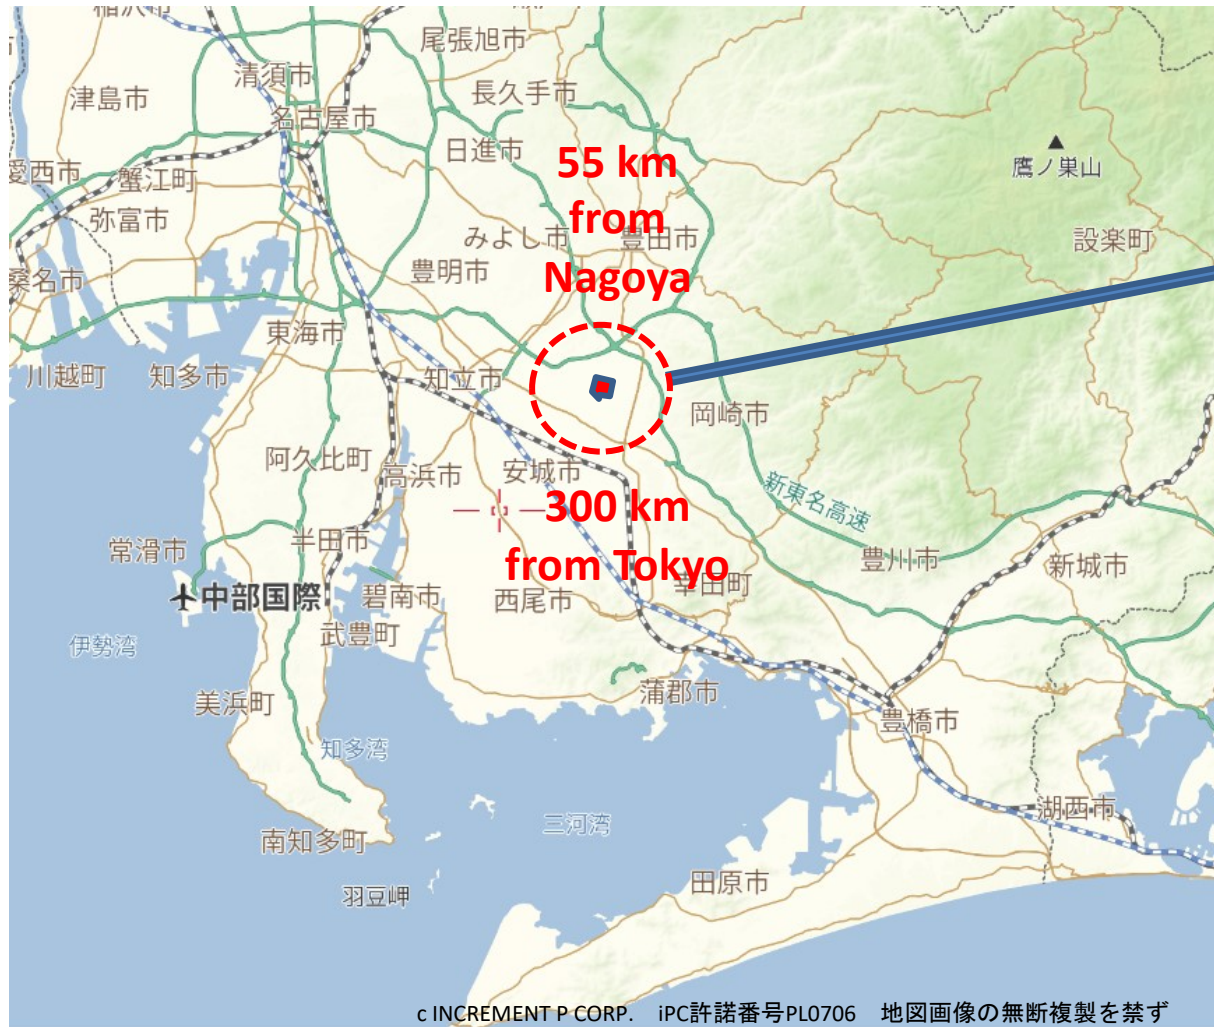 稲沢市
尾張旭市
清須市
長久手市
津島市
名古屋市
日進市
愛西市
蟹江町
55 km
from
Nagoya
鷹ノ巣山
弥富市
みよし市
豊田市
設楽町
桑名市
豊明市
東海市
川越町
知多市
知立市
岡崎市
阿久比町
高浜市
安城市
300 km
from Tokyo
新東名高速
常滑市
半田市
豊川市
新城市
中部国際
碧南市
西尾市
幸田町
伊勢湾
武豊町
美浜町
蒲郡市
知多湾
豊橋市
湖西市
南知多町
三河湾
羽豆岬
田原市
c INCREMENT P CORP. iPC許諾番号PL0706 地図画像の無断複製を禁ず